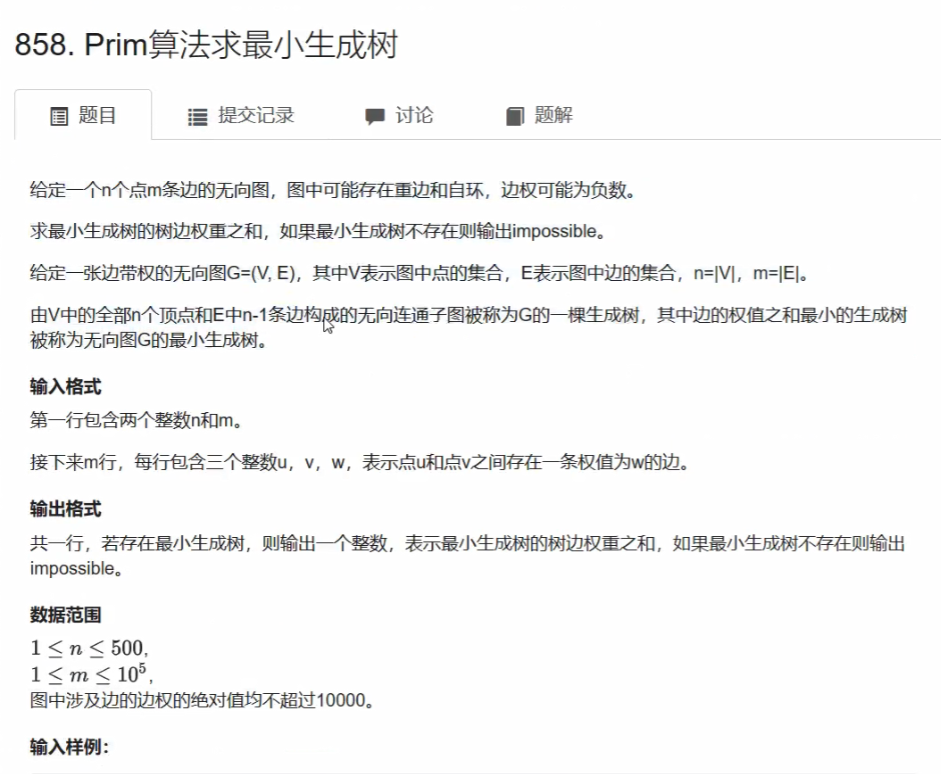 858. Prim算法求最小生成树
题目 提交记录 讨论 题解
给定一个n个点m条边的无向图，图中可能存在重边和自环，边权可能为负数。
求最小生成树的树边权重之和，如果最小生成树不存在则输出impossible。
给定一张边带权的无向图G=(V, E)，其中V表示图中点的集合，E表示图中边的集合，n=|V|，m=|E|。
由V中的全部n个顶点和E中n-1条边构成的无向连通子图被称为G的一棵生成树，其中边的权值之和最小的生成树
被称为无向图G的最小生成树。
输入格式
第一行包含两个整数n和m。
接下来m行，每行包含三个整数u，v，w，表示点u和点v之间存在一条权值为w的边。
输出格式
共一行，若存在最小生成树，则输出一个整数，表示最小生成树的树边权重之和，如果最小生成树不存在则输出
impossible。
数据范围
1 ≤ n ≤ 500,
1 ≤ m ≤ 10⁵,
图中涉及边的边权的绝对值均不超过10000。
输入样例：